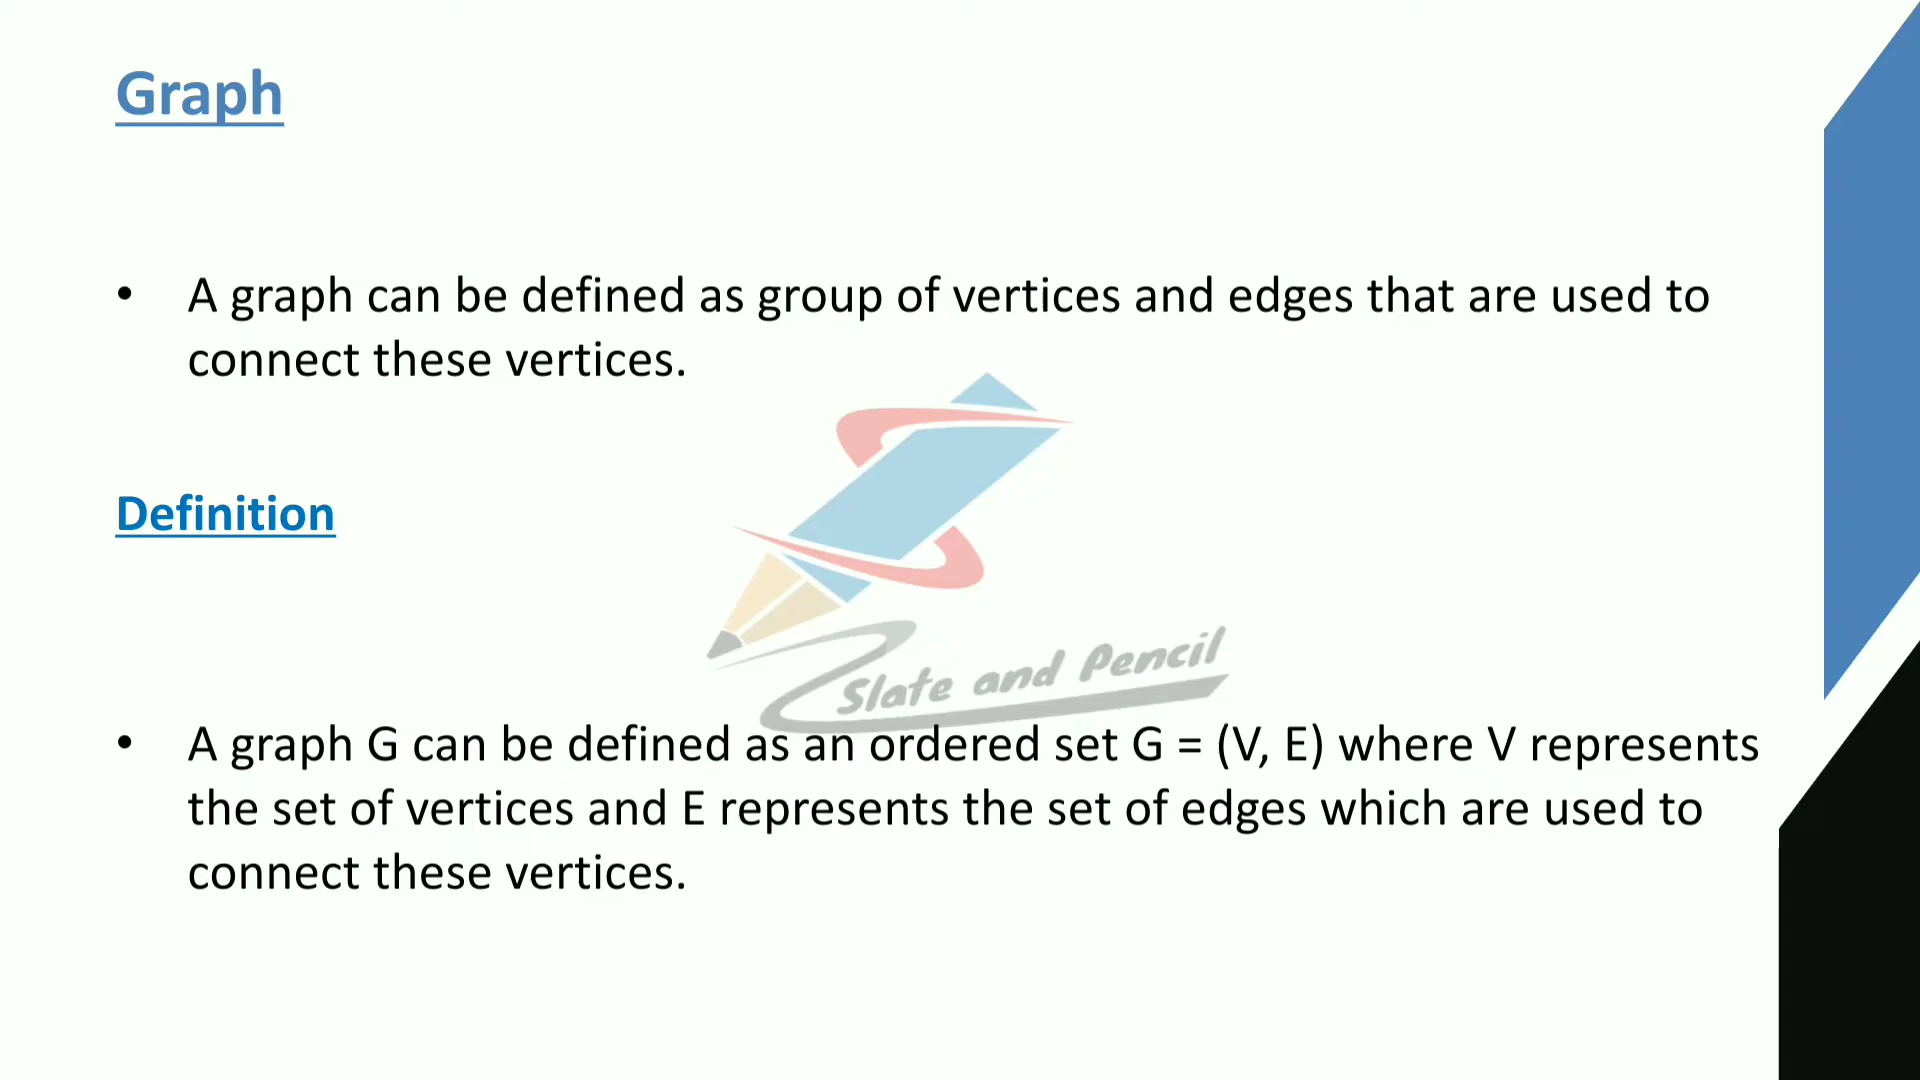 Graph
• A graph can be defined as group of vertices and edges that are used to
connect these vertices.
Definition
Slate and Pencil
• A graph G can be defined as an ordered set G = (V, E) where V represents
the set of vertices and E represents the set of edges which are used to
connect these vertices.